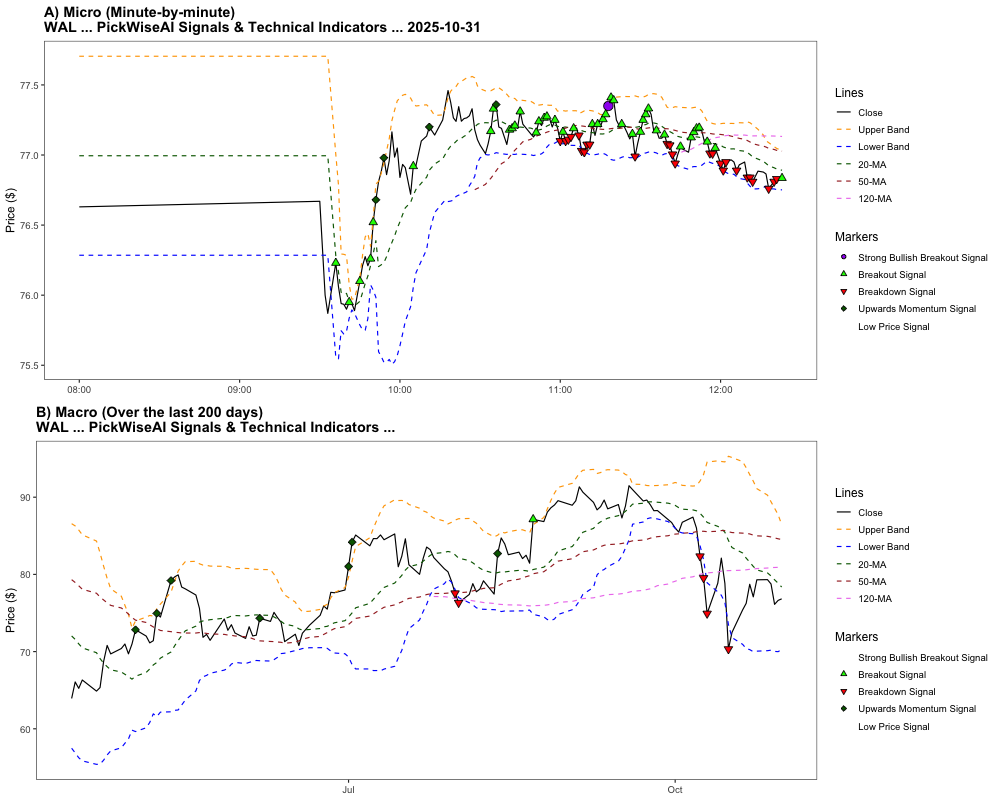 A) Micro (Minute-by-minute)
WAL ... PickWiseAI Signals & Technical Indicators ... 2025-10-31
Price ($)
77.5
77.0
76.5
76.0
75.5
08:00
09:00
10:00
11:00
12:00
Lines
Close
Upper Band
Lower Band
20-MA
50-MA
120-MA
Markers
Strong Bullish Breakout Signal
Breakout Signal
Breakdown Signal
Upwards Momentum Signal
Low Price Signal
B) Macro (Over the last 200 days)
WAL ... PickWiseAI Signals & Technical Indicators ...
Price ($)
90
80
70
60
Jul
Oct
Lines
Close
Upper Band
Lower Band
20-MA
50-MA
120-MA
Markers
Strong Bullish Breakout Signal
Breakout Signal
Breakdown Signal
Upwards Momentum Signal
Low Price Signal